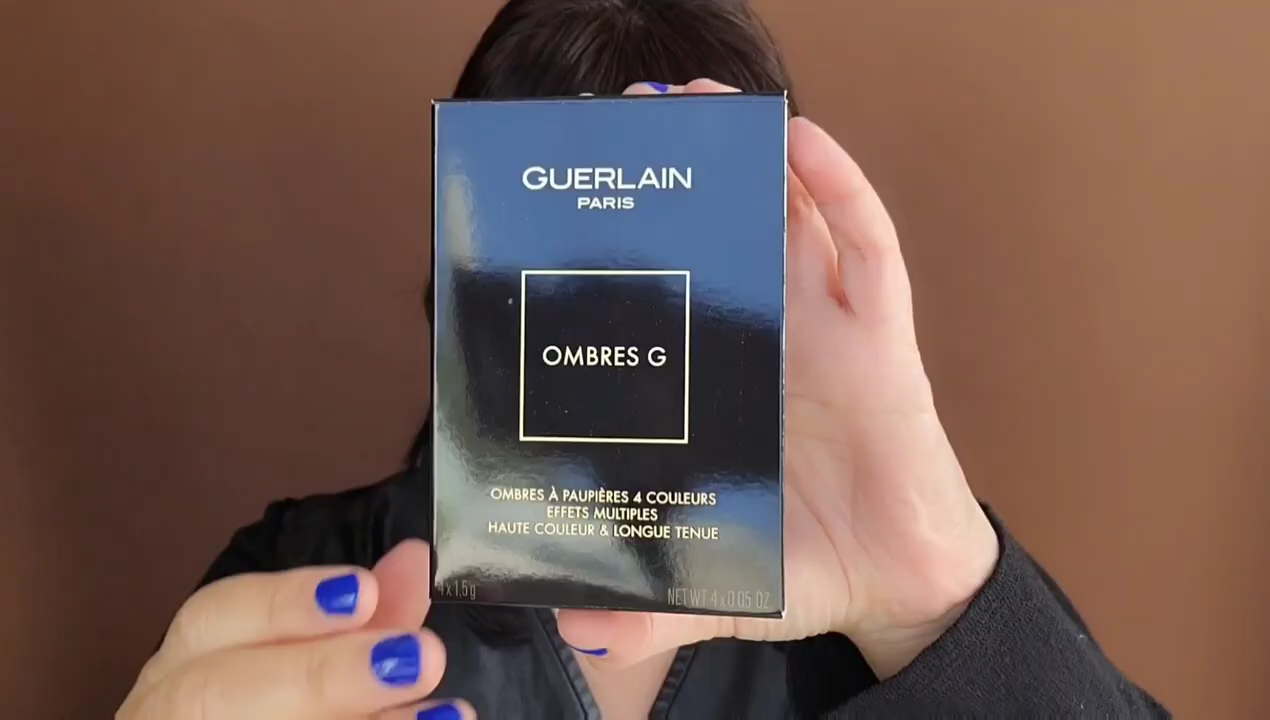 GUERLAIN
PARIS
OMBRES G
OMBRES À PAUPIÈRES 4 COULEURS
EFFETS MULTIPLES
HAUTE COULEUR & LONGUE TENUE
4 x 1,5 g
NET WT 4 x 0.05 OZ